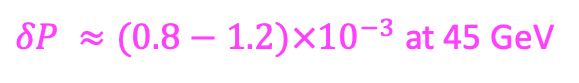 δP ≈ (0.8 − 1.2)×10⁻³ at 45 GeV